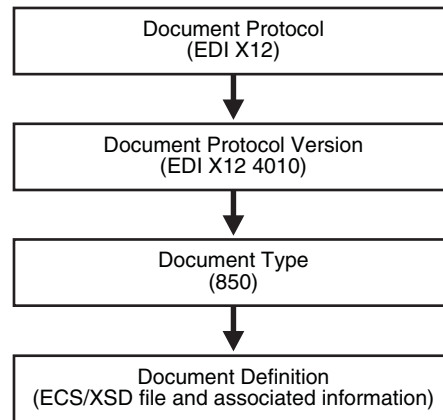 Document Protocol
(EDI X12)
Document Protocol Version
(EDI X12 4010)
Document Type
(850)
Document Definition
(ECS/XSD file and associated information)